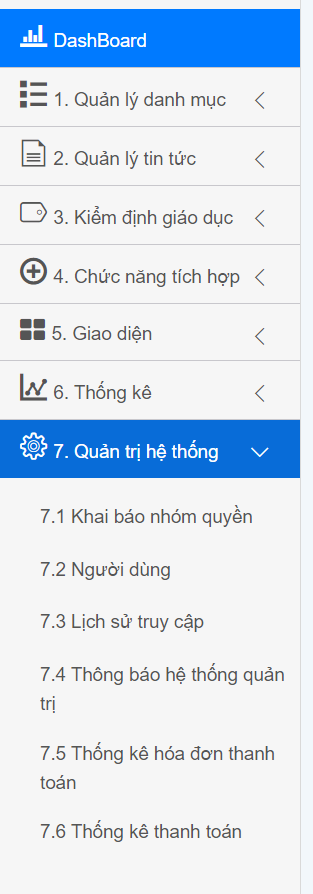 DashBoard
1. Quản lý danh mục
2. Quản lý tin tức
3. Kiểm định giáo dục
4. Chức năng tích hợp
5. Giao diện
6. Thống kê
7. Quản trị hệ thống
7.1 Khai báo nhóm quyền
7.2 Người dùng
7.3 Lịch sử truy cập
7.4 Thông báo hệ thống quản
trị
7.5 Thống kê hóa đơn thanh
toán
7.6 Thống kê thanh toán